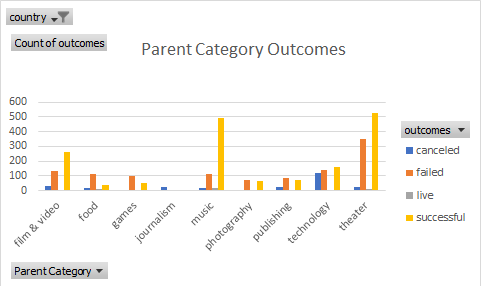 country
Count of outcomes
Parent Category Outcomes
600
500
400
300
200
100
0
film & video
food
games
journalism
music
photography
publishing
technology
theater
outcomes
canceled
failed
live
successful
Parent Category